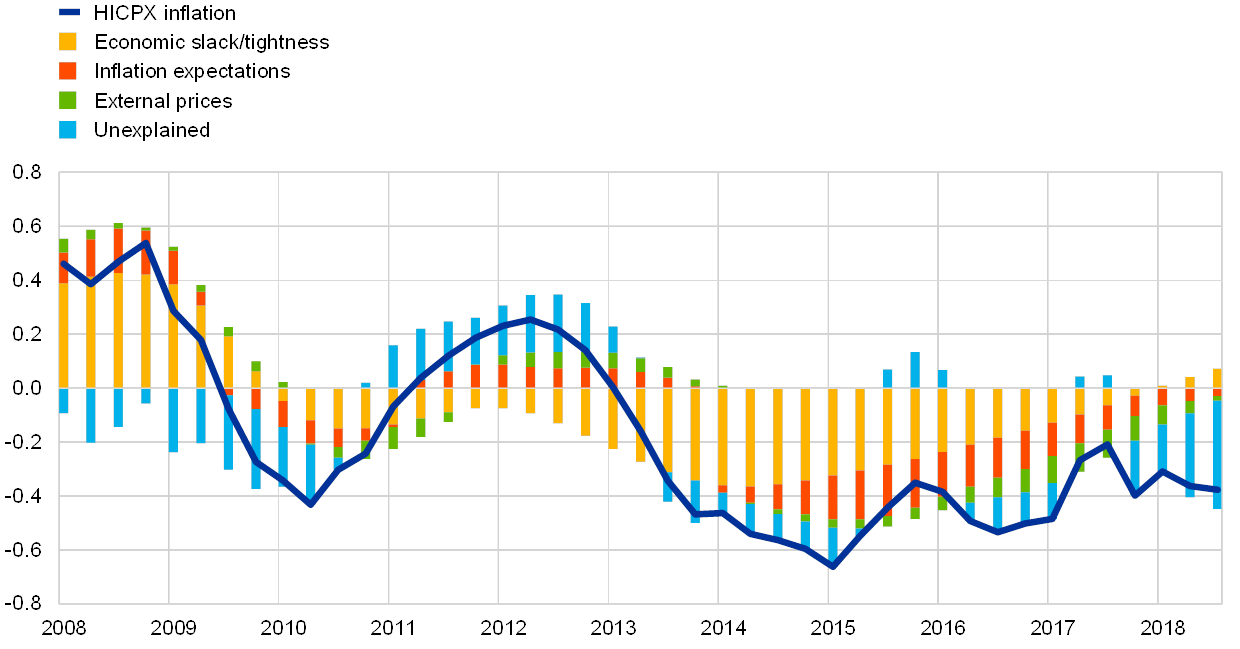 HICPX inflation
Economic slack/tightness
Inflation expectations
External prices
Unexplained
0.8
0.6
0.4
0.2
0.0
-0.2
-0.4
-0.6
-0.8
2008 2009 2010 2011 2012 2013 2014 2015 2016 2017 2018